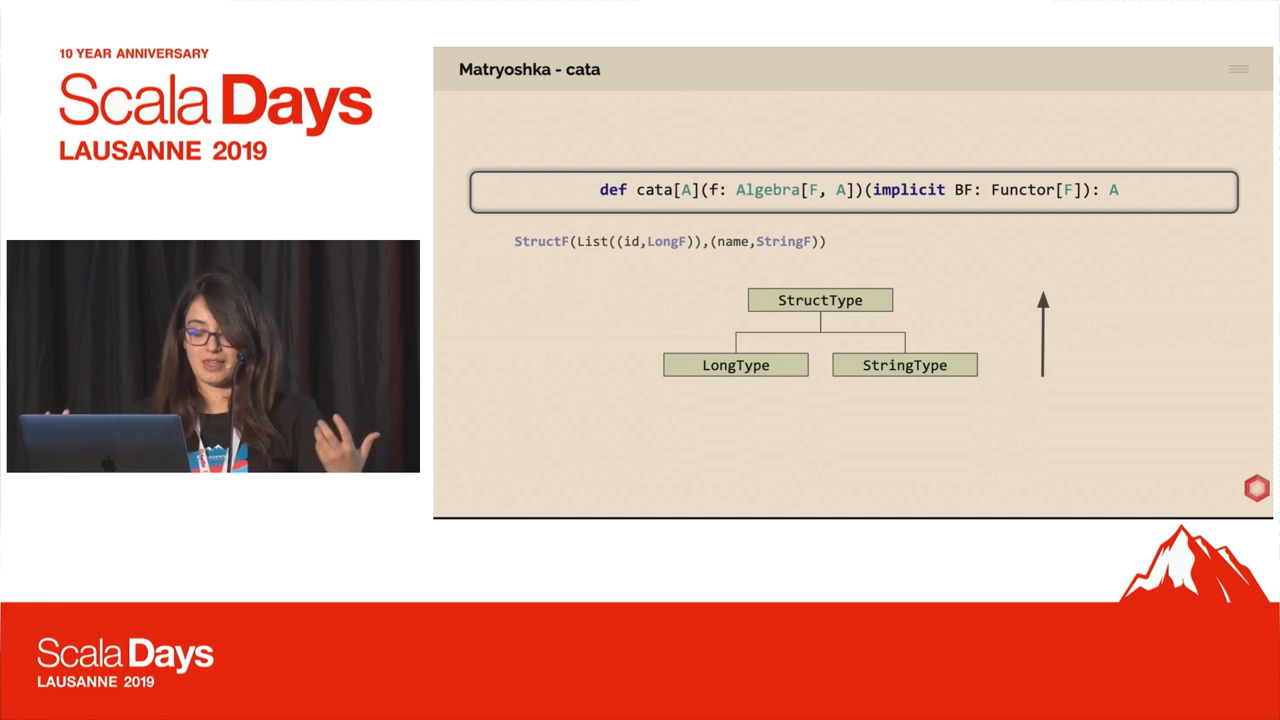 10 YEAR ANNIVERSARY
Scala Days
LAUSANNE 2019
Matryoshka - cata
def cata[A](f: Algebra[F, A])(implicit BF: Functor[F]): A
StructF(List((id,LongF)),(name,StringF))
StructType
LongType
StringType
Scala Days
LAUSANNE 2019